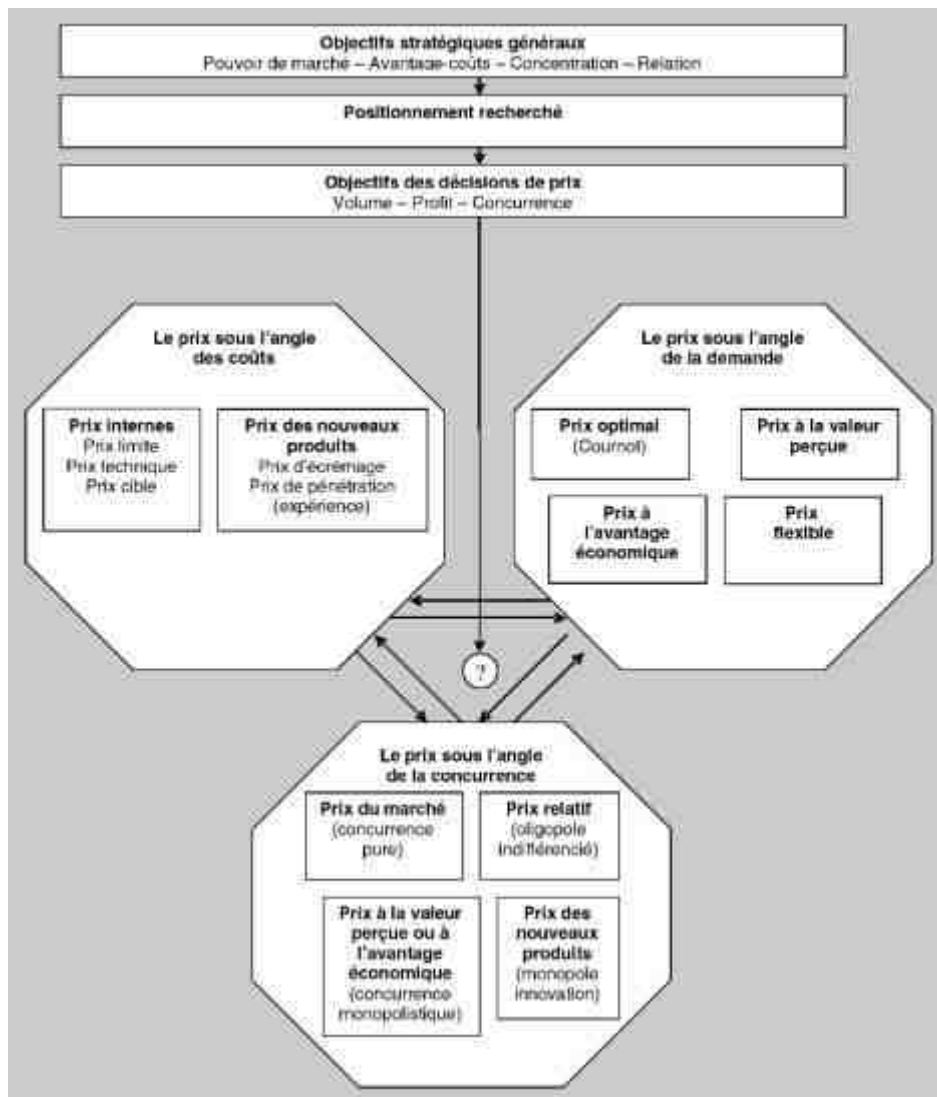 Objectifs stratégiques généraux
Pouvoir de marché – Avantage-coûts – Concentration – Relation
Positionnement recherché
Objectifs des décisions de prix
Volume – Profit – Concurrence
Le prix sous l'angle
des coûts
Prix internes
Prix limite
Prix technique
Prix cible
Prix des nouveaux
produits
Prix d'écrémage
Prix de pénétration
(expérience)
Le prix sous l'angle
de la demande
Prix optimal
(Cournot)
Prix à la valeur
perçue
Prix à
l'avantage
économique
Prix
flexible
?
Le prix sous l'angle
de la concurrence
Prix du marché
(concurrence
pure)
Prix relatif
(oligopole
indifférencié)
Prix à la valeur
perçue ou à
l'avantage
économique
(concurrence
monopolistique)
Prix des
nouveaux
produits
(monopole
innovation)